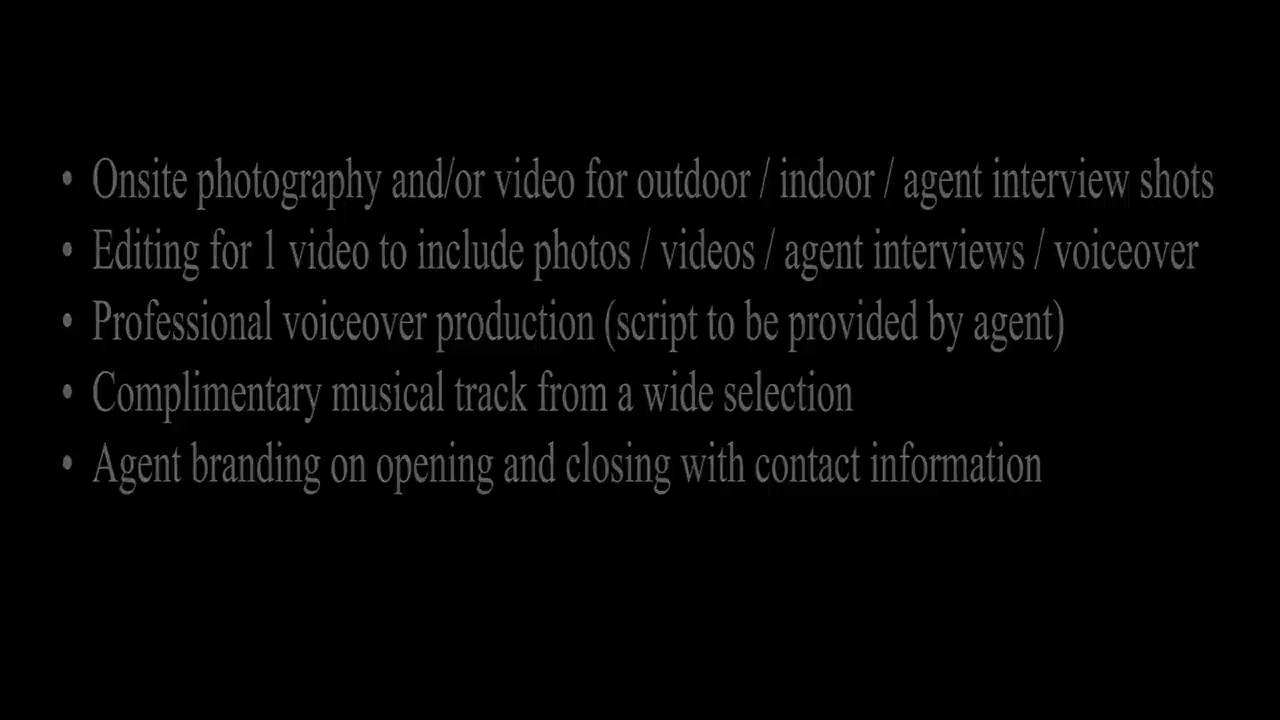 • Onsite photography and/or video for outdoor / indoor / agent interview shots
• Editing for 1 video to include photos / videos / agent interviews / voiceover
• Professional voiceover production (script to be provided by agent)
• Complimentary musical track from a wide selection
• Agent branding on opening and closing with contact information